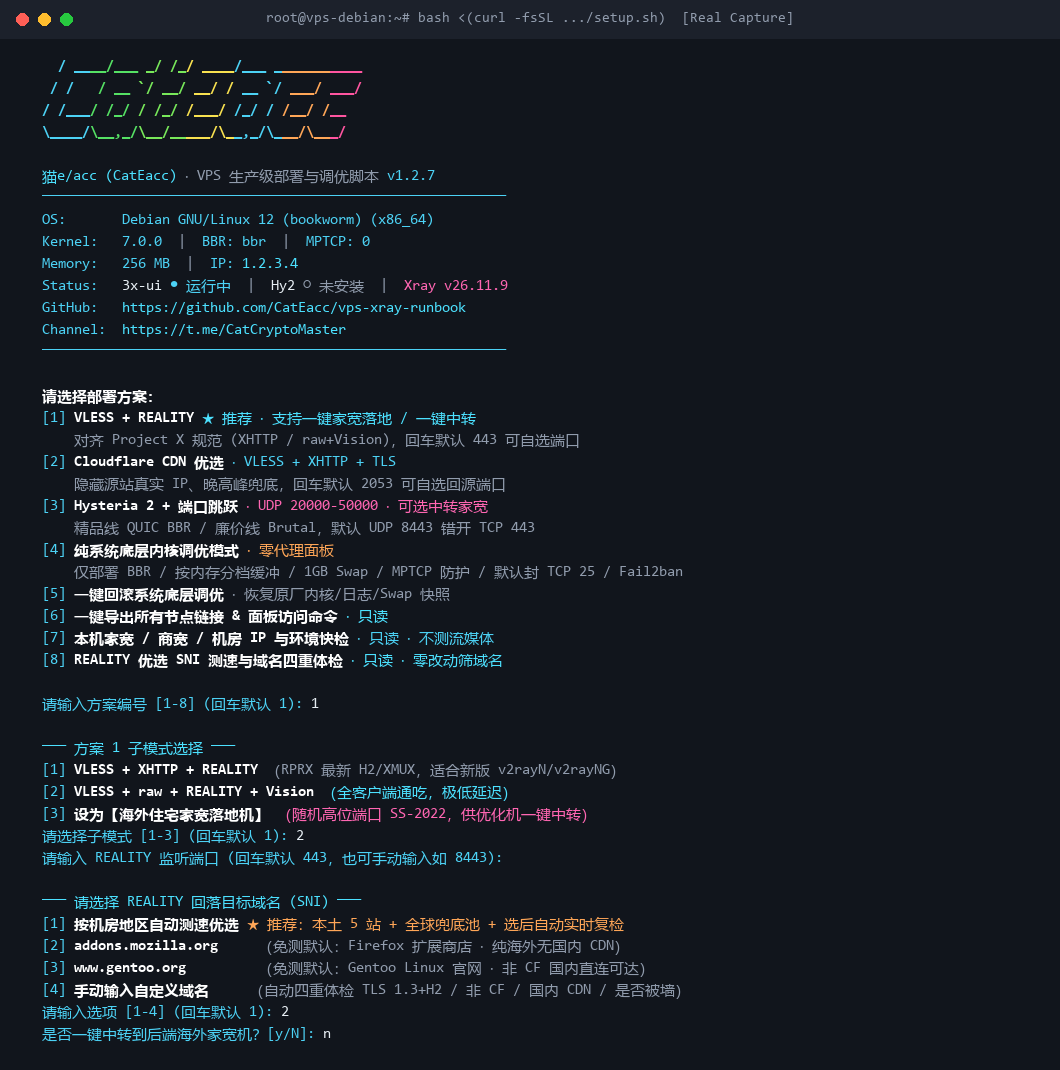 root@vps-debian:~# bash <(curl -fsSL .../setup.sh)  [Real Capture]
猫e/acc (CatEacc) · VPS 生产级部署与调优脚本 v1.2.7
OS:       Debian GNU/Linux 12 (bookworm) (x86_64)
Kernel:   7.0.0  |  BBR: bbr  |  MPTCP: 0
Memory:   256 MB  |  IP: 1.2.3.4
Status:   3x-ui ● 运行中  |  Hy2 ○ 未安装  |  Xray v26.11.9
GitHub:   https://github.com/CatEacc/vps-xray-runbook
Channel:  https://t.me/CatCryptoMaster
请选择部署方案:
[1] VLESS + REALITY ★ 推荐 · 支持一键家宽落地 / 一键中转
对齐 Project X 规范 (XHTTP / raw+Vision), 回车默认 443 可自选端口
[2] Cloudflare CDN 优选 · VLESS + XHTTP + TLS
隐藏源站真实 IP、晚高峰兜底, 回车默认 2053 可自选回源端口
[3] Hysteria 2 + 端口跳跃 · UDP 20000-50000 · 可选中转家宽
精品线 QUIC BBR / 廉价线 Brutal, 默认 UDP 8443 错开 TCP 443
[4] 纯系统底层内核调优模式 · 零代理面板
仅部署 BBR / 按内存分档缓冲 / 1GB Swap / MPTCP 防护 / 默认封 TCP 25 / Fail2ban
[5] 一键回滚系统底层调优 · 恢复原厂内核/日志/Swap 快照
[6] 一键导出所有节点链接 & 面板访问命令 · 只读
[7] 本机家宽 / 商宽 / 机房 IP 与环境快检 · 只读 · 不测流媒体
[8] REALITY 优选 SNI 测速与域名四重体检 · 只读 · 零改动筛域名
请输入方案编号 [1-8] (回车默认 1): 1
─── 方案 1 子模式选择 ───
[1] VLESS + XHTTP + REALITY  (RPRX 最新 H2/XMUX, 适合新版 v2rayN/v2rayNG)
[2] VLESS + raw + REALITY + Vision  (全客户端通吃, 极低延迟)
[3] 设为【海外住宅家宽落地机】  (随机高位端口 SS-2022, 供优化机一键中转)
请选择子模式 [1-3] (回车默认 1): 2
请输入 REALITY 监听端口 (回车默认 443, 也可手动输入如 8443):
─── 请选择 REALITY 回落目标域名 (SNI) ───
[1] 按机房地区自动测速优选 ★ 推荐: 本土 5 站 + 全球兜底池 + 选后自动实时复检
[2] addons.mozilla.org      (免测默认: Firefox 扩展商店 · 纯海外无国内 CDN)
[3] www.gentoo.org          (免测默认: Gentoo Linux 官网 · 非 CF 国内直连可达)
[4] 手动输入自定义域名      (自动四重体检 TLS 1.3+H2 / 非 CF / 国内 CDN / 是否被墙)
请输入选项 [1-4] (回车默认 1): 2
是否一键中转到后端海外家宽机? [y/N]: n